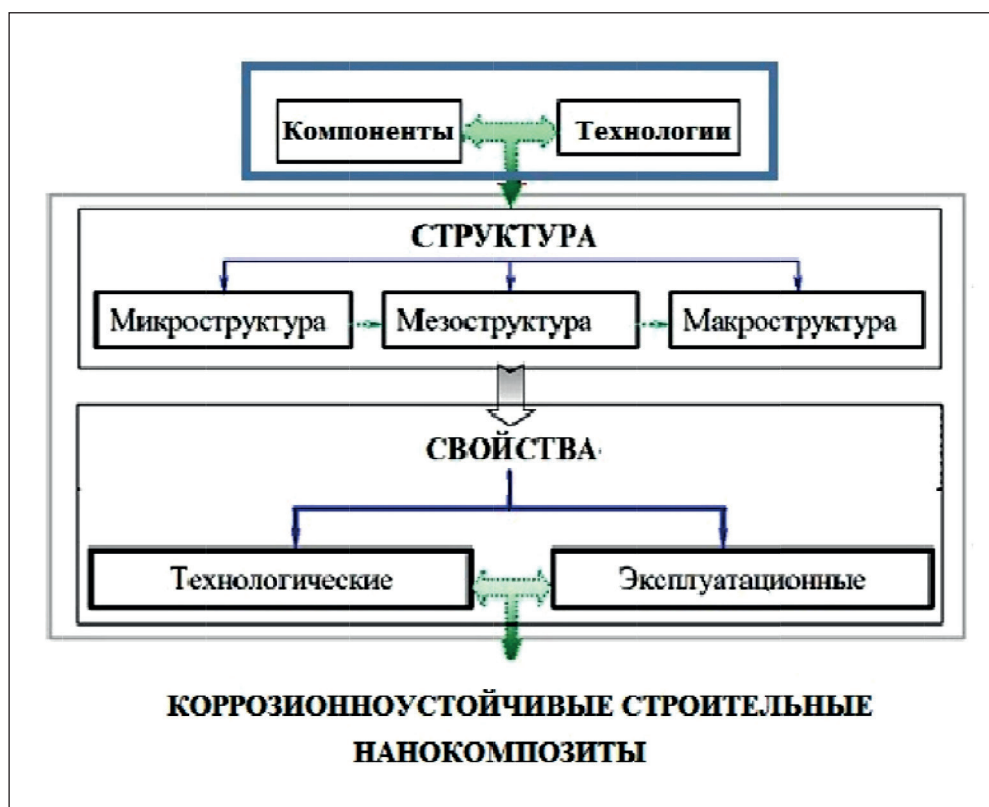 Компоненты
Технологии
СТРУКТУРА
Микроструктура
Мезоструктура
Макроструктура
СВОЙСТВА
Технологические
Эксплуатационные
КОРРОЗИОННОУСТОЙЧИВЫЕ СТРОИТЕЛЬНЫЕ
НАНОКОМПОЗИТЫ